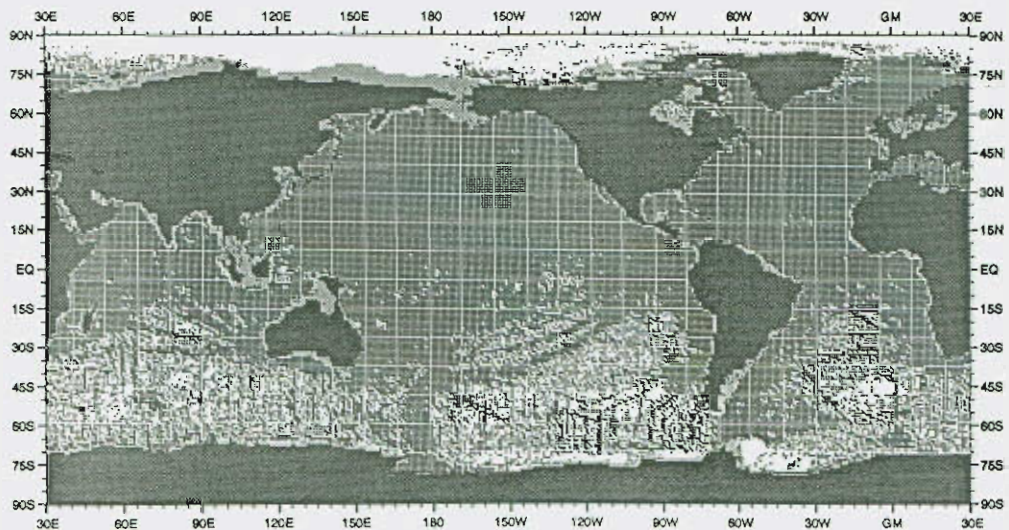 30E 60E 90E 120E 150E 180 150W 120W 90W 60W 30W GM 30E
90N 90N
75N 75N
60N 60N
45N 45N
30N 30N
15N 15N
EQ EQ
15S 15S
30S 30S
45S 45S
60S 60S
75S 75S
90S 90S
30E 60E 90E 120E 150E 180 150W 120W 90W 60W 30W GM 30E